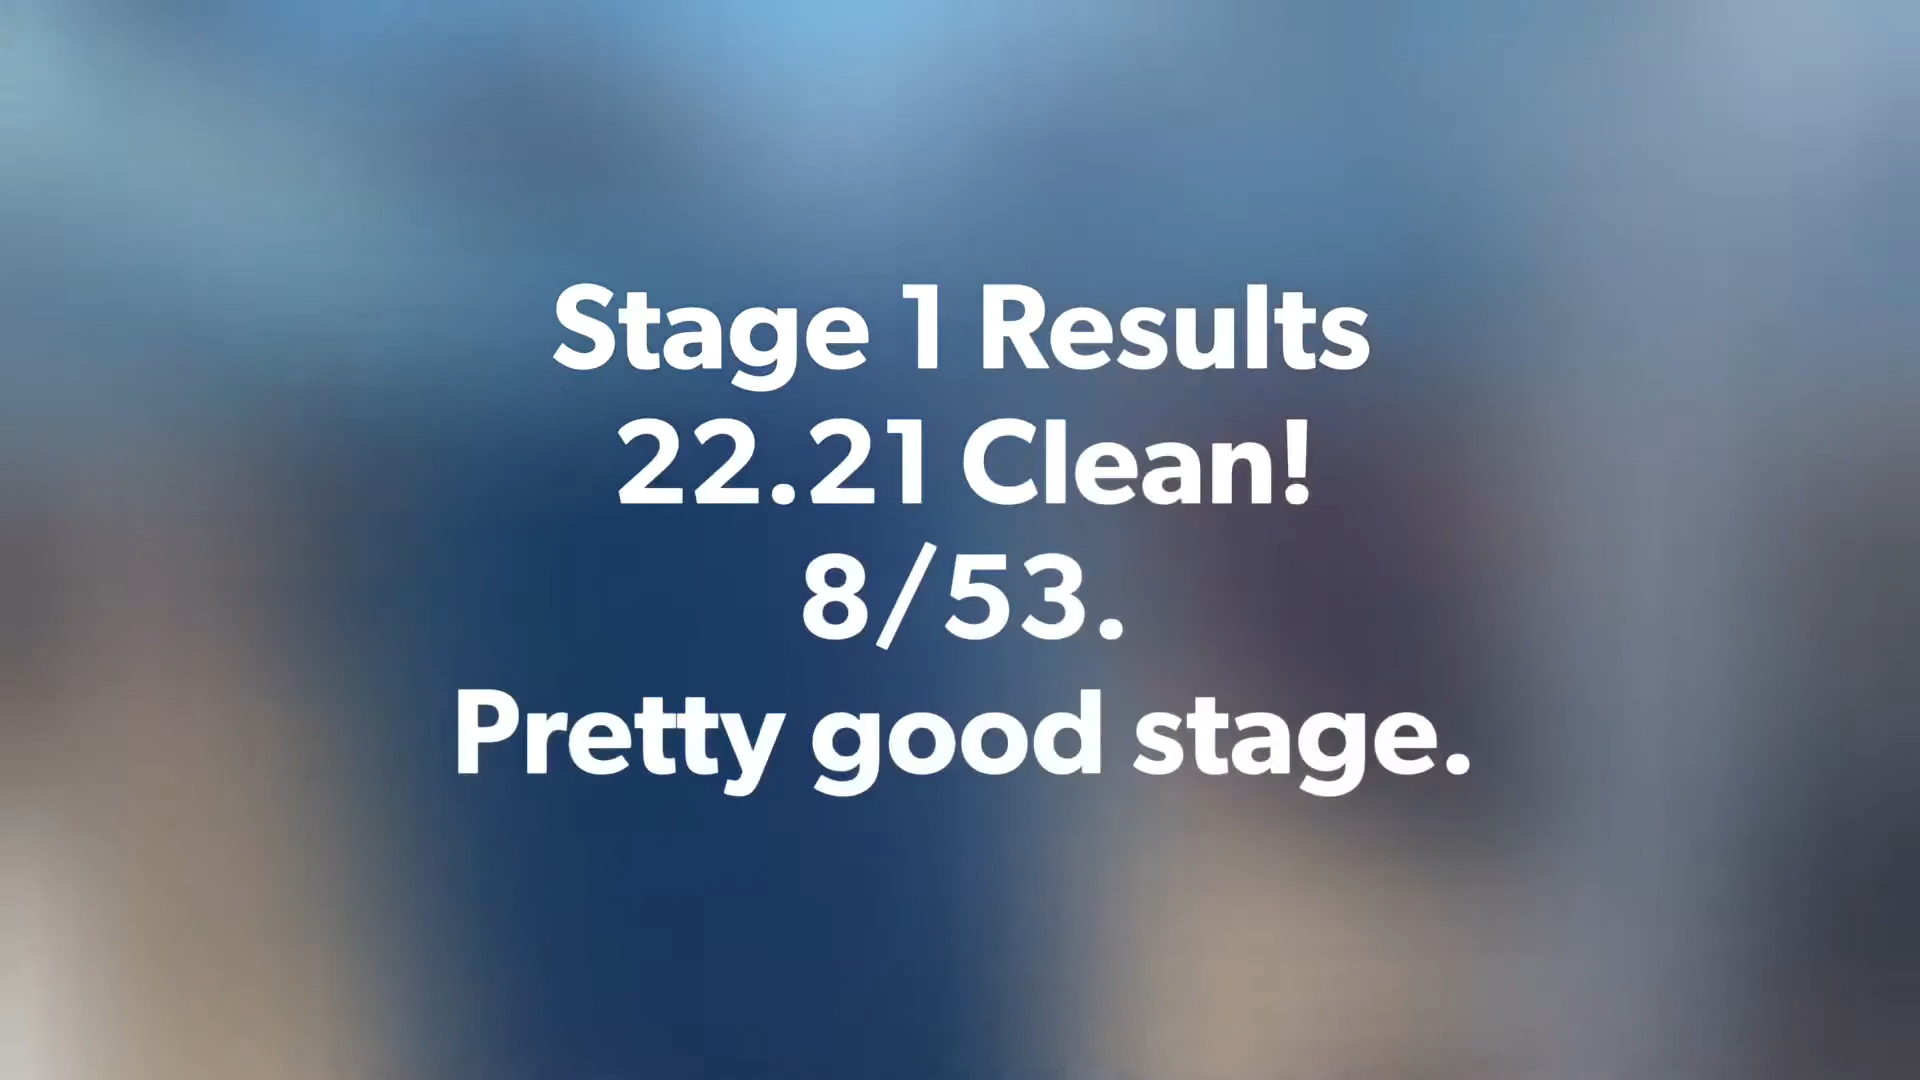 Stage 1 Results
22.21 Clean!
8/53.
Pretty good stage.